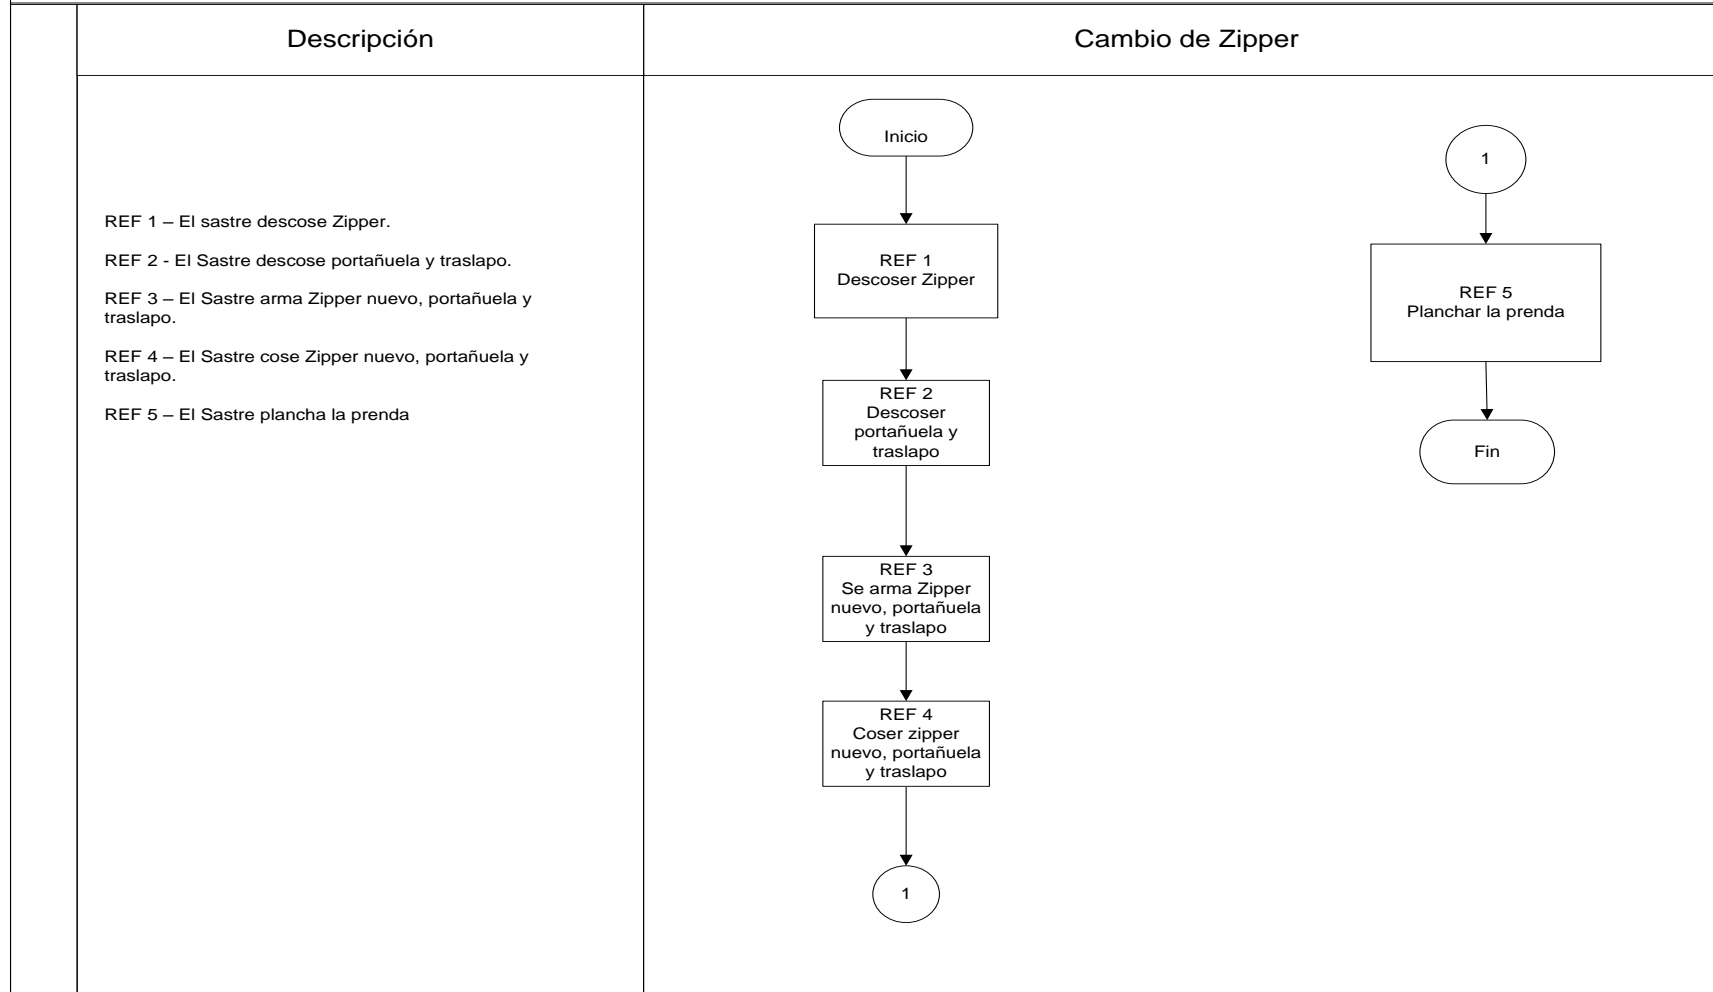 Descripción
Cambio de Zipper
REF 1 – El sastre descose Zipper.
REF 2 - El Sastre descose portañuela y traslapo.
REF 3 – El Sastre arma Zipper nuevo, portañuela y
traslapo.
REF 4 – El Sastre cose Zipper nuevo, portañuela y
traslapo.
REF 5 – El Sastre plancha la prenda
Inicio
REF 1
Descoser Zipper
REF 2
Descoser
portañuela y
traslapo
REF 3
Se arma Zipper
nuevo, portañuela
y traslapo
REF 4
Coser zipper
nuevo, portañuela
y traslapo
1
1
REF 5
Planchar la prenda
Fin